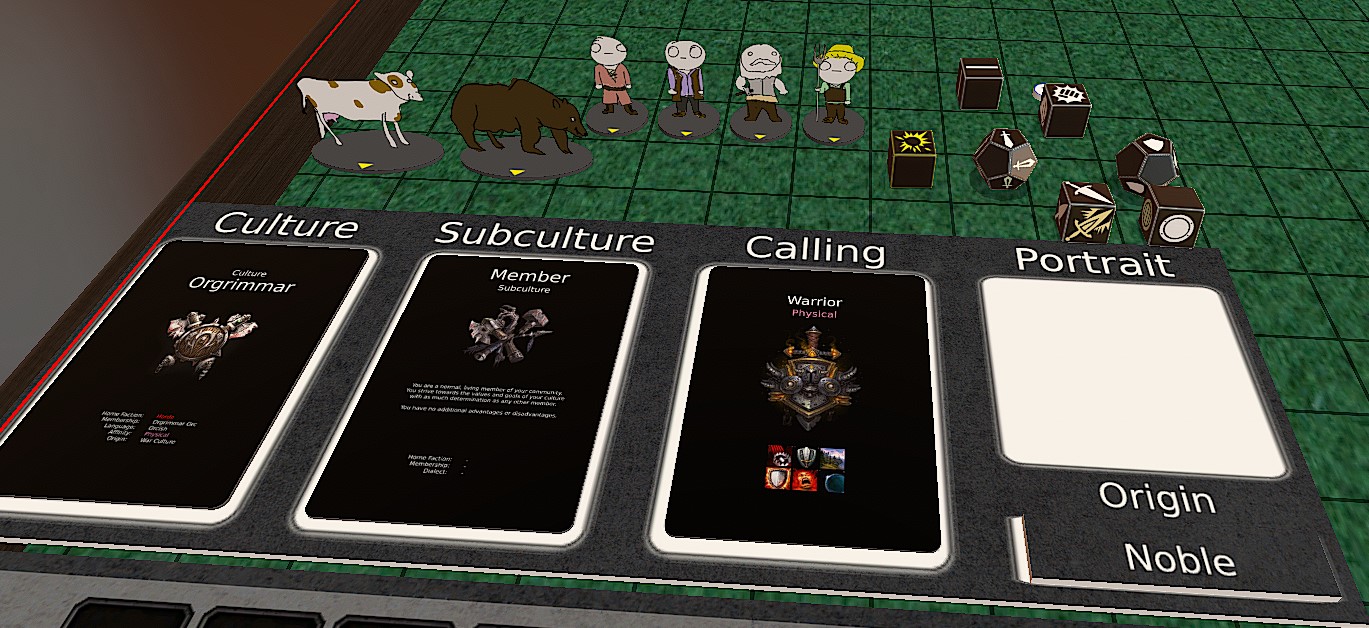 Culture
Subculture
Calling
Portrait
Culture
Orgrimmar
Home Faction: Horde
Membership: Orgrimmar Orc
Language: Orcish
Affinity: Physical
Origin: War Culture
Member
Subculture
You are a normal, living member of your community.
You strive towards the values and goals of your culture
with as much determination as any other member.
You have no additional advantages or disadvantages.
Home Faction: -
Membership: -
Dialect: -
Warrior
Physical
Origin
Noble